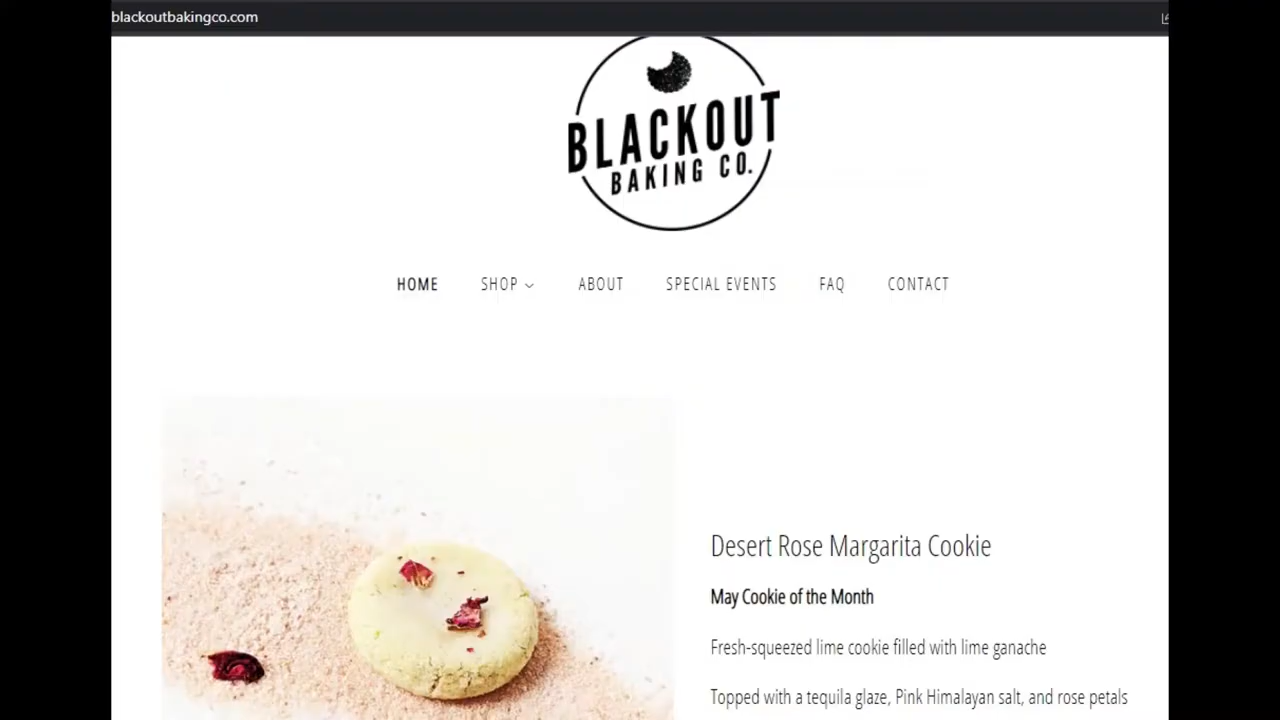 blackoutbakingco.com
BLACKOUT
BAKING CO.
HOME SHOP ABOUT SPECIAL EVENTS FAQ CONTACT
Desert Rose Margarita Cookie
May Cookie of the Month
Fresh-squeezed lime cookie filled with lime ganache
Topped with a tequila glaze, Pink Himalayan salt, and rose petals